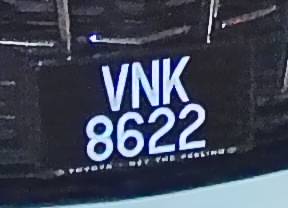 VNK
8622
TOYOTA - GET THE FEELING